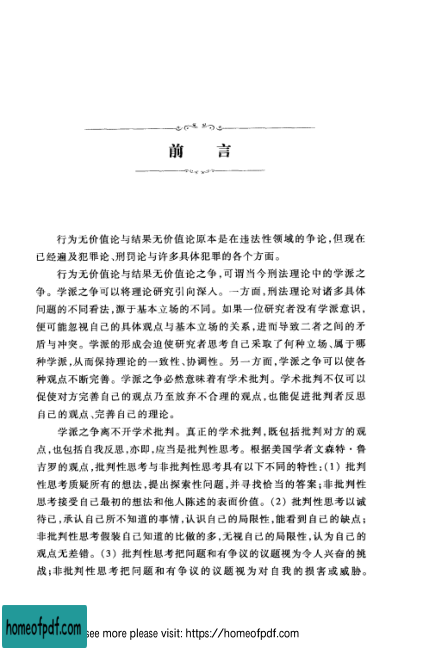 前言
行为无价值论与结果无价值论原本是在违法性领域的争论,但现在
已经遍及犯罪论、刑罚论与许多具体犯罪的各个方面。
行为无价值论与结果无价值论之争,可谓当今刑法理论中的学派之
争。学派之争可以将理论研究引向深入。一方面,刑法理论对诸多具体
问题的不同看法,源于基本立场的不同。如果一位研究者没有学派意识,
便可能忽视自己的具体观点与基本立场的关系,进而导致二者之间的矛
盾与冲突。学派的形成会迫使研究者思考自己采取了何种立场、属于哪
种学派,从而保持理论的一致性、协调性。另一方面,学派之争可以使各
种观点不断完善。学派之争必然意味着有学术批判。学术批判不仅可以
促使对方完善自己的观点乃至放弃不合理的观点,也能促进批判者反思
自己的观点、完善自己的理论。
学派之争离不开学术批判。真正的学术批判,既包括批判对方的观
点,也包括自我反思,亦即,应当是批判性思考。根据美国学者文森特·鲁
吉罗的观点,批判性思考与非批判性思考具有以下不同的特性:(1) 批判
性思考质疑所有的想法,提出探索性问题,并寻找恰当的答案;非批判性思
考接受自己最初的想法和他人陈述的表面价值。(2) 批判性思考以诚
待己,承认自己所不知道的事情,认识自己的局限性,能看到自己的缺点;
非批判性思考假装自己知道的比做的多,无视自己的局限性,认为自己的
观点无差错。(3) 批判性思考把问题和有争议的议题视为令人兴奋的挑
战;非批判性思考把问题和有争议的议题视为对自我的损害或威胁。
homeofpdf.com
see more please visit: https://homeofpdf.com